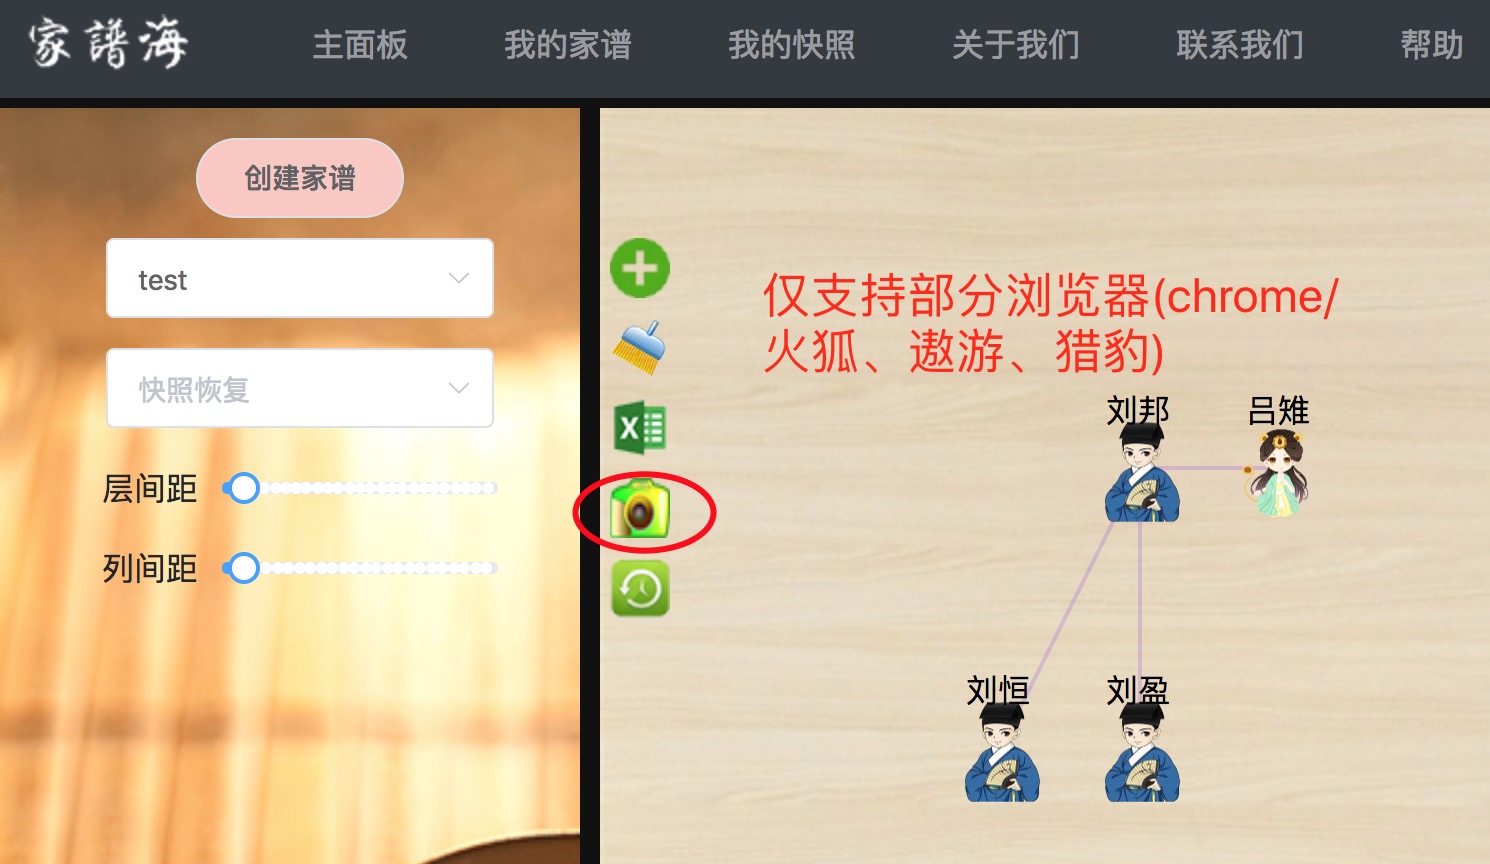 家譜海
主面板
我的家谱
我的快照
关于我们
联系我们
帮助
创建家谱
test
快照恢复
层间距
列间距
仅支持部分浏览器(chrome/
火狐、遨游、猎豹)
刘邦
吕雉
刘恒
刘盈